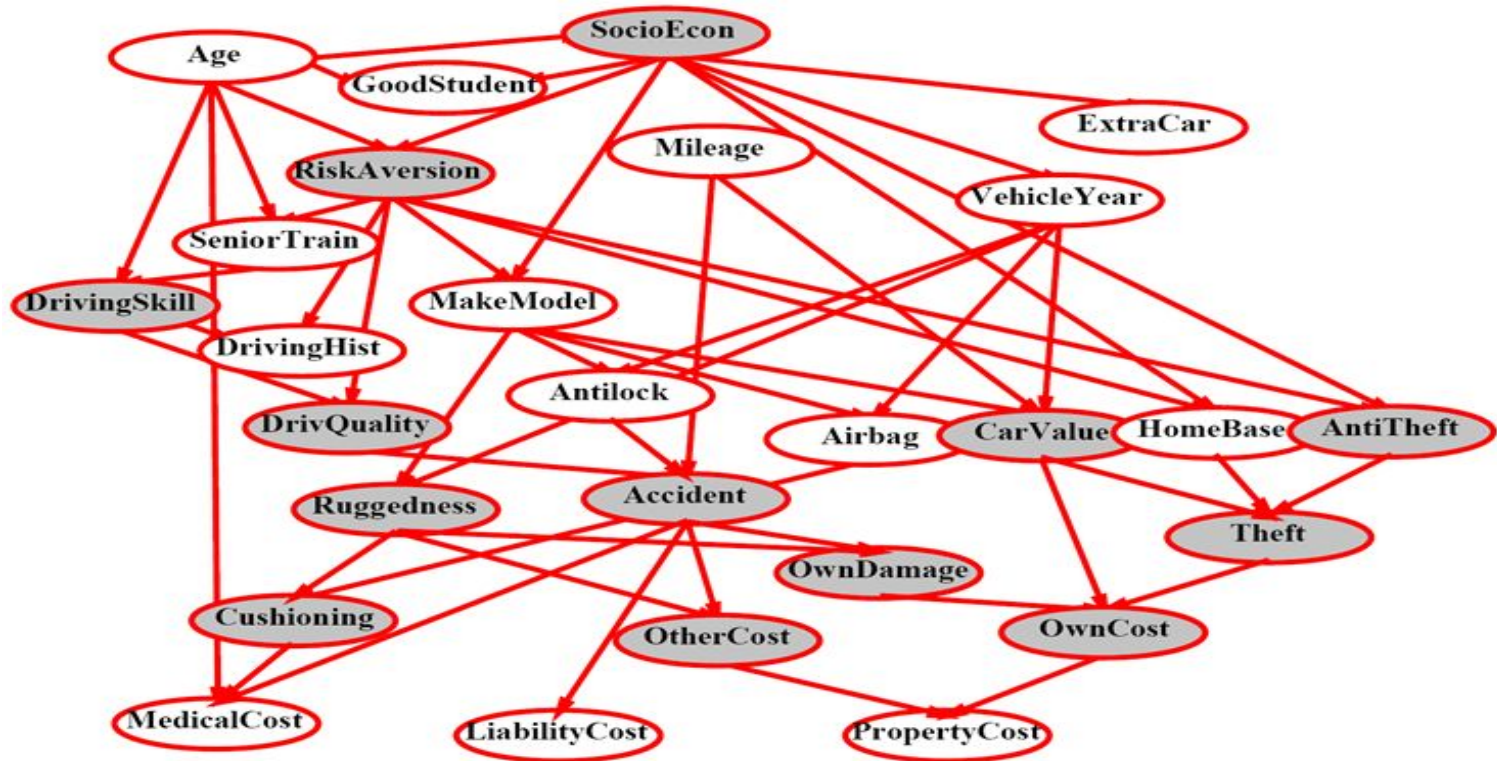 SocioEcon
Age
GoodStudent
ExtraCar
Mileage
RiskAversion
VehicleYear
SeniorTrain
DrivingSkill
MakeModel
DrivingHist
Antilock
DrivQuality
Airbag
CarValue
HomeBase
AntiTheft
Ruggedness
Accident
Theft
OwnDamage
Cushioning
OtherCost
OwnCost
MedicalCost
LiabilityCost
PropertyCost